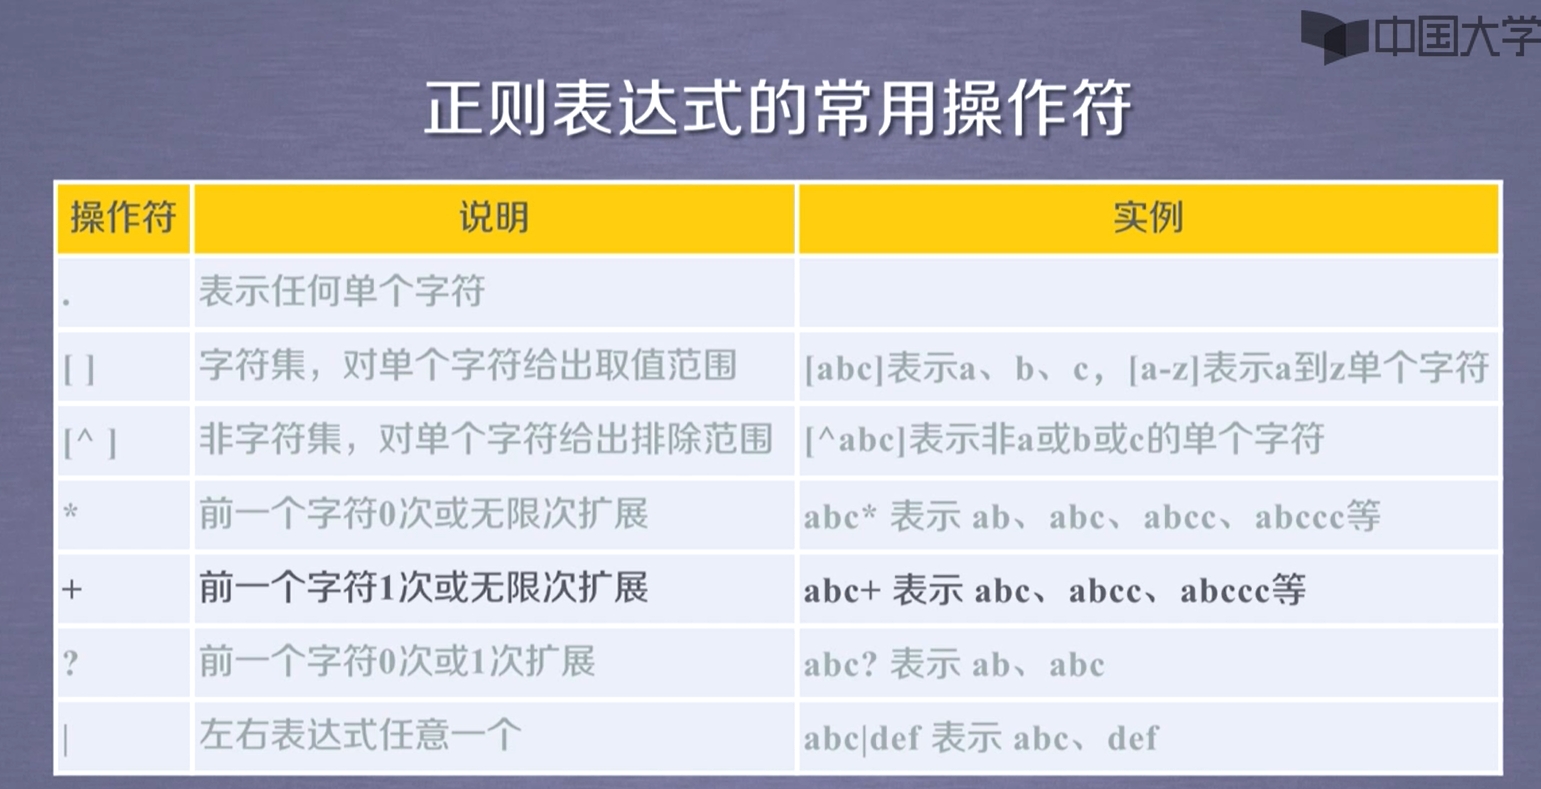 中国大学
正则表达式的常用操作符
操作符 说明 实例
. 表示任何单个字符
[ ] 字符集，对单个字符给出取值范围 [abc]表示a、b、c，[a-z]表示a到z单个字符
[^ ] 非字符集，对单个字符给出排除范围 [^abc]表示非a或b或c的单个字符
* 前一个字符0次或无限次扩展 abc* 表示 ab、abc、abcc、abccc等
+ 前一个字符1次或无限次扩展 abc+ 表示 abc、abcc、abccc等
? 前一个字符0次或1次扩展 abc? 表示 ab、abc
| 左右表达式任意一个 abc|def 表示 abc、def